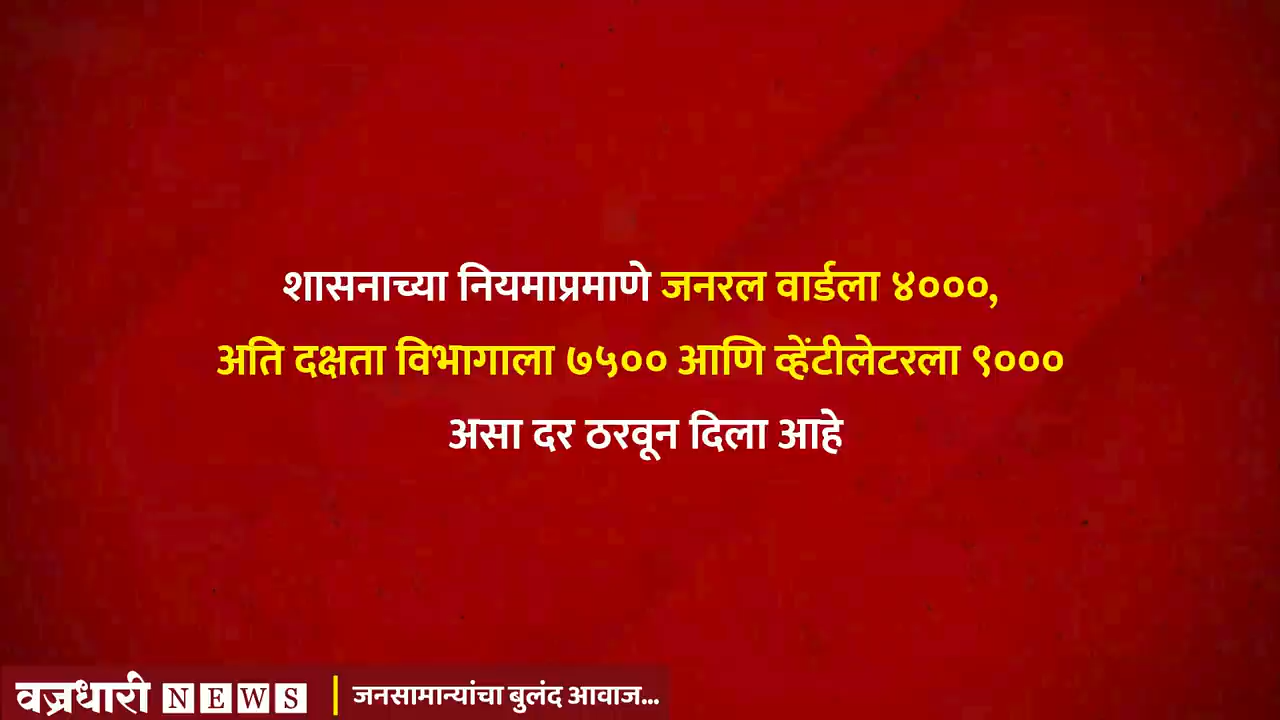 शासनाच्या नियमाप्रमाणे जनरल वार्डला ४०००,
अति दक्षता विभागाला ७५०० आणि व्हेंटीलेटरला ९०००
असा दर ठरवून दिला आहे
वज्रधारी NEWS | जनसामान्यांचा बुलंद आवाज...